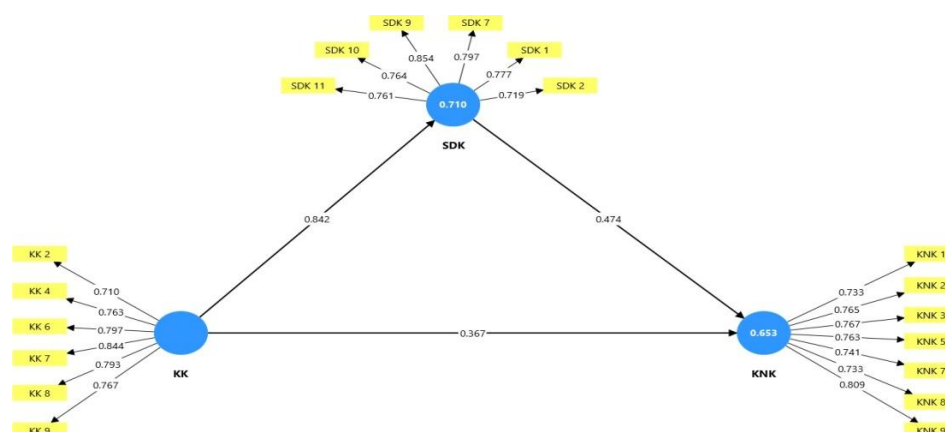 SDK 9
SDK 7
SDK 10
SDK 1
SDK 11
SDK 2
0.854
0.797
0.764
0.777
0.761
0.719
0.710
SDK
0.842
0.474
KK 2
KK 4
KK 6
KK 7
KK 8
KK 9
0.710
0.763
0.797
0.844
0.793
0.767
KK
0.367
0.653
KNK
0.733
0.765
0.767
0.763
0.741
0.733
0.809
KNK 1
KNK 2
KNK 3
KNK 5
KNK 7
KNK 8
KNK 9